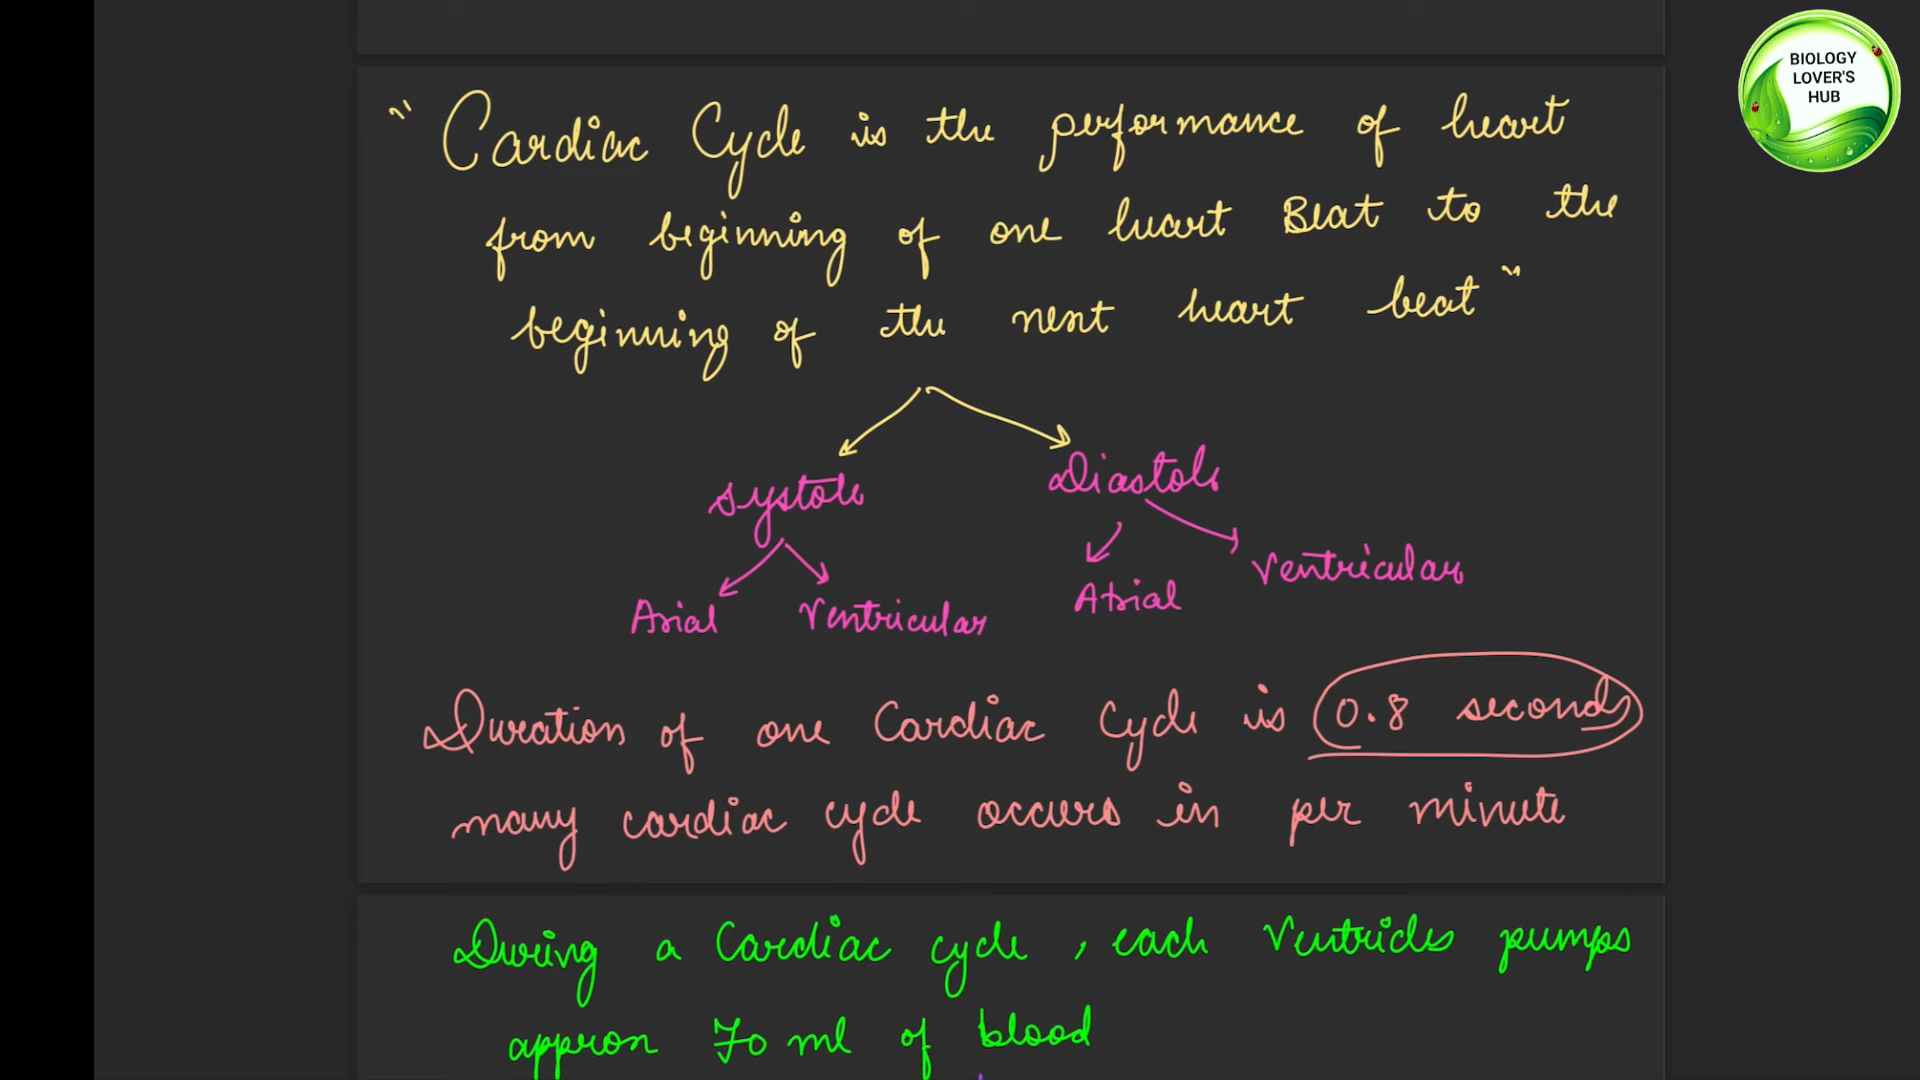 BIOLOGY
LOVER'S
HUB
"Cardiac Cycle is the performance of heart
from beginning of one heart Beat to the
beginning of the next heart beat"
Systole Diastole
Arial Ventricular Atrial Ventricular
Duration of one Cardiac Cycle is 0.8 seconds
many cardiac cycle occurs in per minute
During a Cardiac cycle, each Ventricles pumps
approx 70 ml of blood